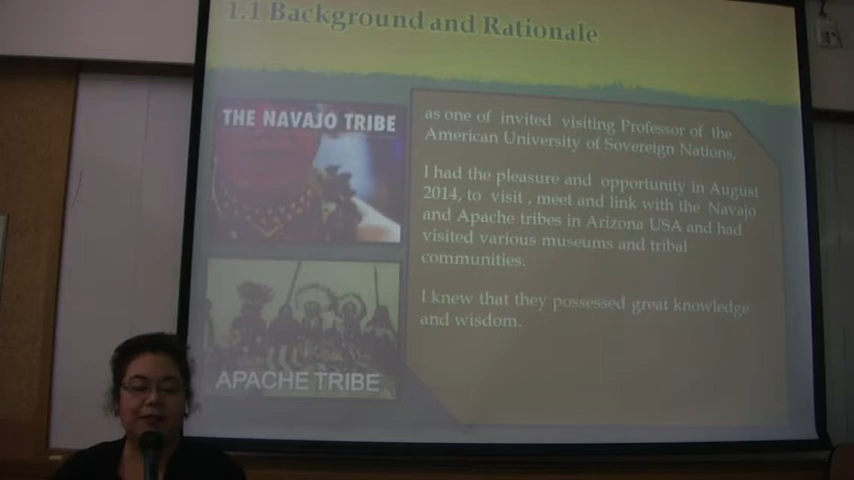 1.1 Background and Rationale
THE NAVAJO TRIBE
APACHE TRIBE
as one of invited visiting Professor of the
American University of Sovereign Nations,
I had the pleasure and opportunity in August
2014, to visit , meet and link with the Navajo
and Apache tribes in Arizona USA and had
visited various museums and tribal
communities.
I knew that they possessed great knowledge
and wisdom.